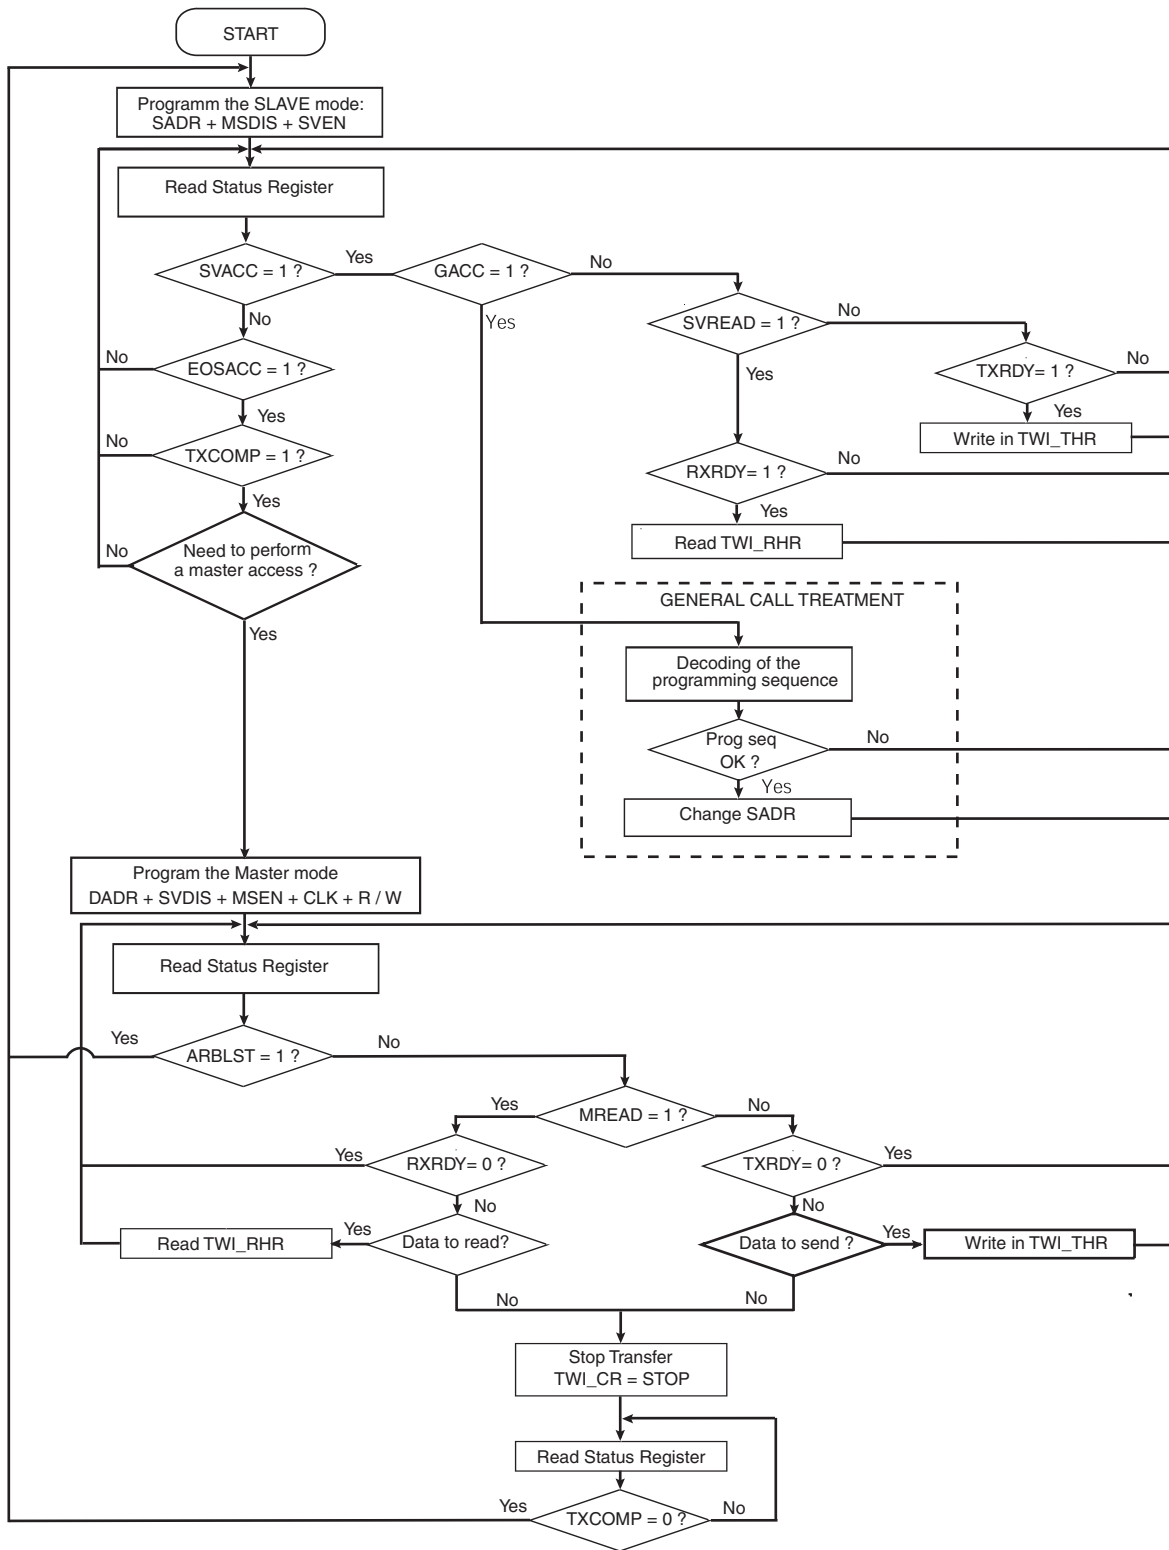 START
Programm the SLAVE mode:
SADR + MSDIS + SVEN
Read Status Register
SVACC = 1 ?
Yes
GACC = 1 ?
No
SVREAD = 1 ?
No
No
Yes
EOSACC = 1 ?
No
Yes
TXRDY= 1 ?
No
Yes
Yes
Write in TWI_THR
TXCOMP = 1 ?
No
RXRDY= 1 ?
No
Yes
Yes
Read TWI_RHR
Need to perform
a master access ?
No
Yes
GENERAL CALL TREATMENT
Decoding of the
programming sequence
Prog seq
OK ?
No
Yes
Change SADR
Program the Master mode
DADR + SVDIS + MSEN + CLK + R / W
Read Status Register
Yes
ARBLST = 1 ?
No
Yes
MREAD = 1 ?
No
Yes
RXRDY= 0 ?
TXRDY= 0 ?
Yes
No
No
Read TWI_RHR
Yes
Data to read?
Data to send ?
Yes
Write in TWI_THR
No
No
Stop Transfer
TWI_CR = STOP
Read Status Register
Yes
TXCOMP = 0 ?
No